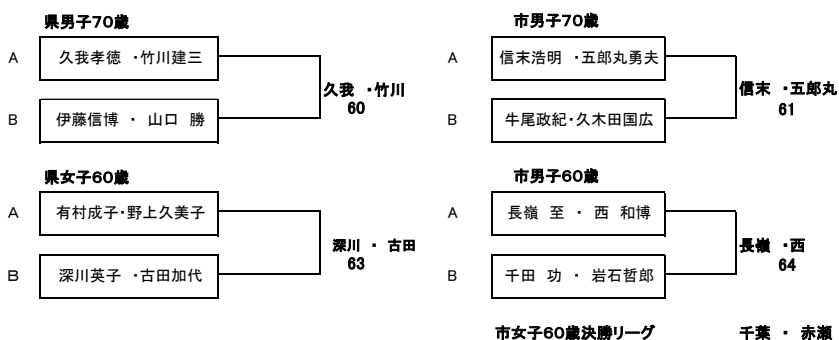 県男子70歳
A 久我孝徳 ・竹川建三
久我 ・竹川
60
B 伊藤信博 ・ 山口 勝
市男子70歳
A 信末浩明 ・五郎丸勇夫
信末 ・五郎丸
61
B 牛尾政紀・久木田国広
県女子60歳
A 有村成子・野上久美子
深川 ・ 古田
63
B 深川英子 ・古田加代
市男子60歳
A 長嶺 至 ・ 西 和博
長嶺 ・西
64
B 千田 功 ・ 岩石哲郎
市女子60歳決勝リーグ 千葉 ・ 赤瀬